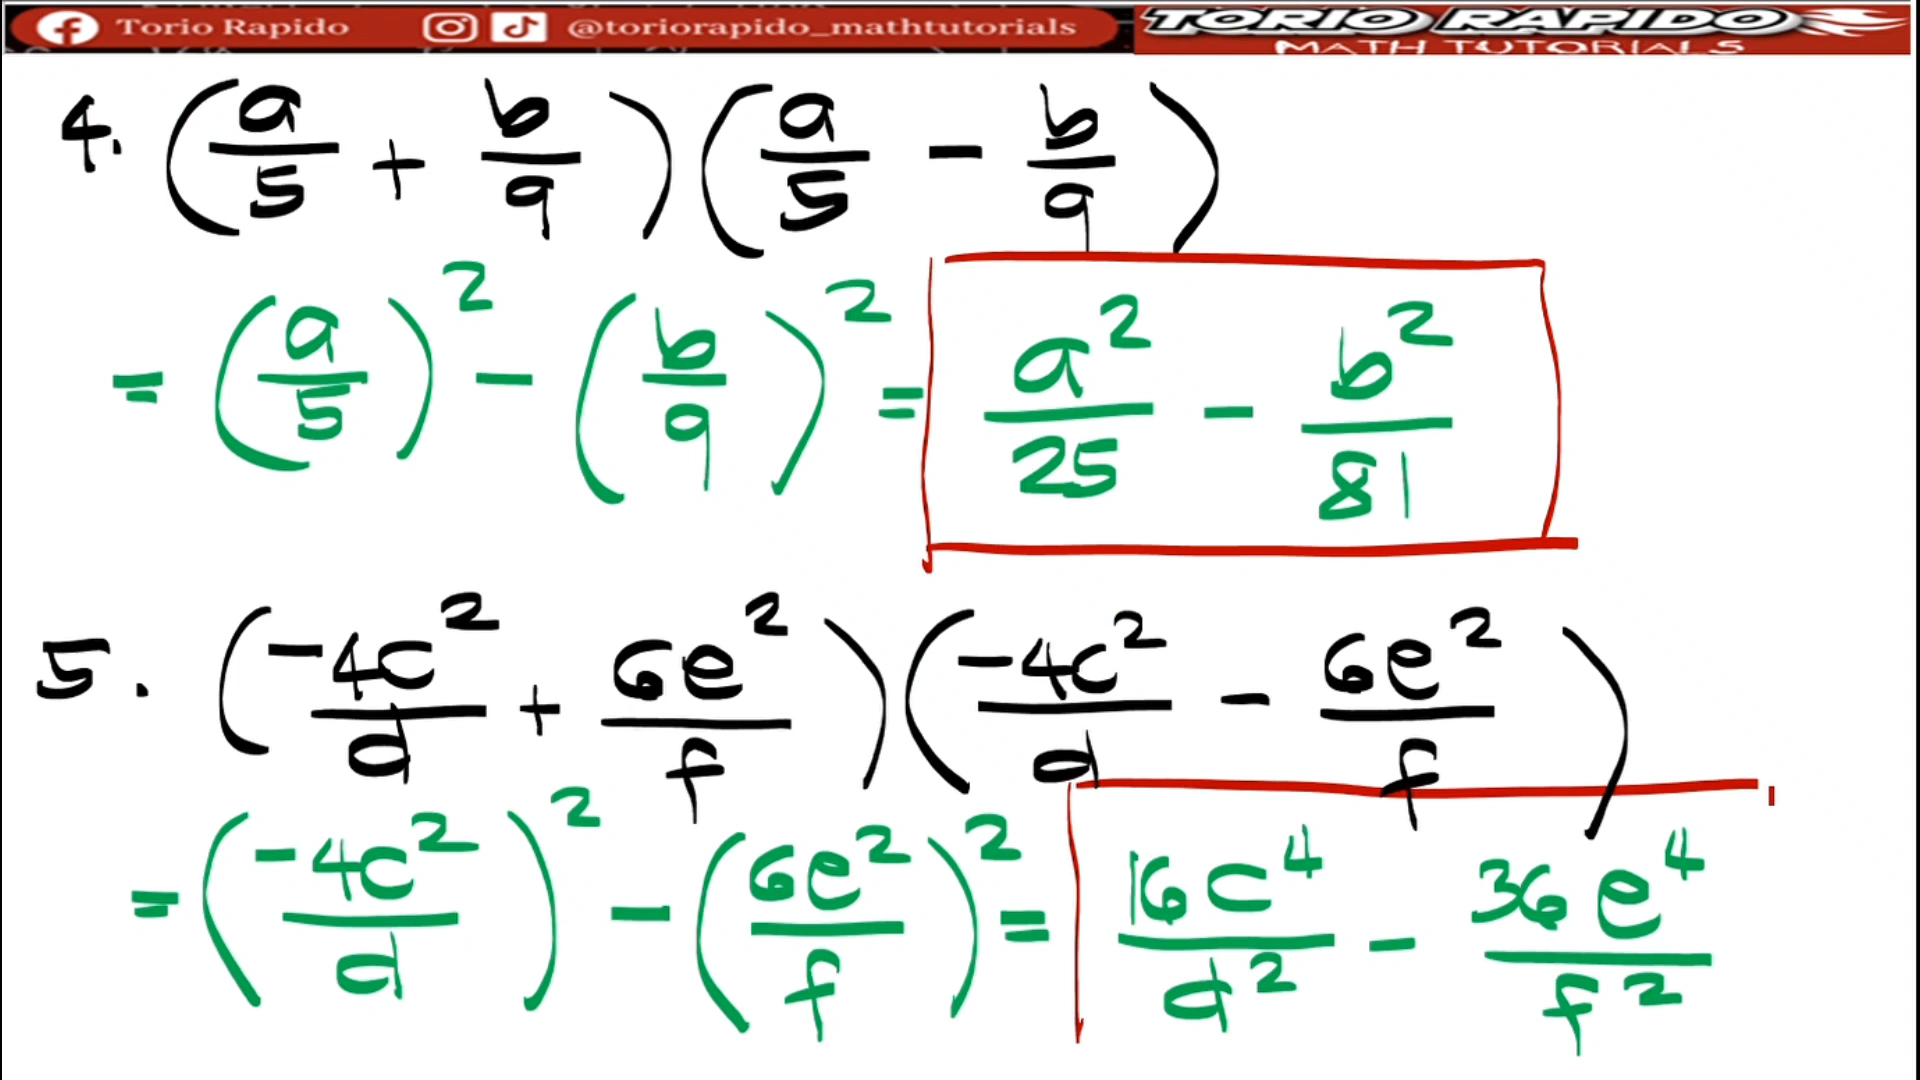 Torio Rapido @toriorapido_mathtutorials TORIO RAPIDO
MATH TUTORIALS
4. (a/5 + b/9)(a/5 - b/9)
= (a/5)² - (b/9)² = a²/25 - b²/81
5. (-4c²/d + 6e²/f)(-4c²/d - 6e²/f)
= (-4c²/d)² - (6e²/f)² = 16c⁴/d² - 36e⁴/f²